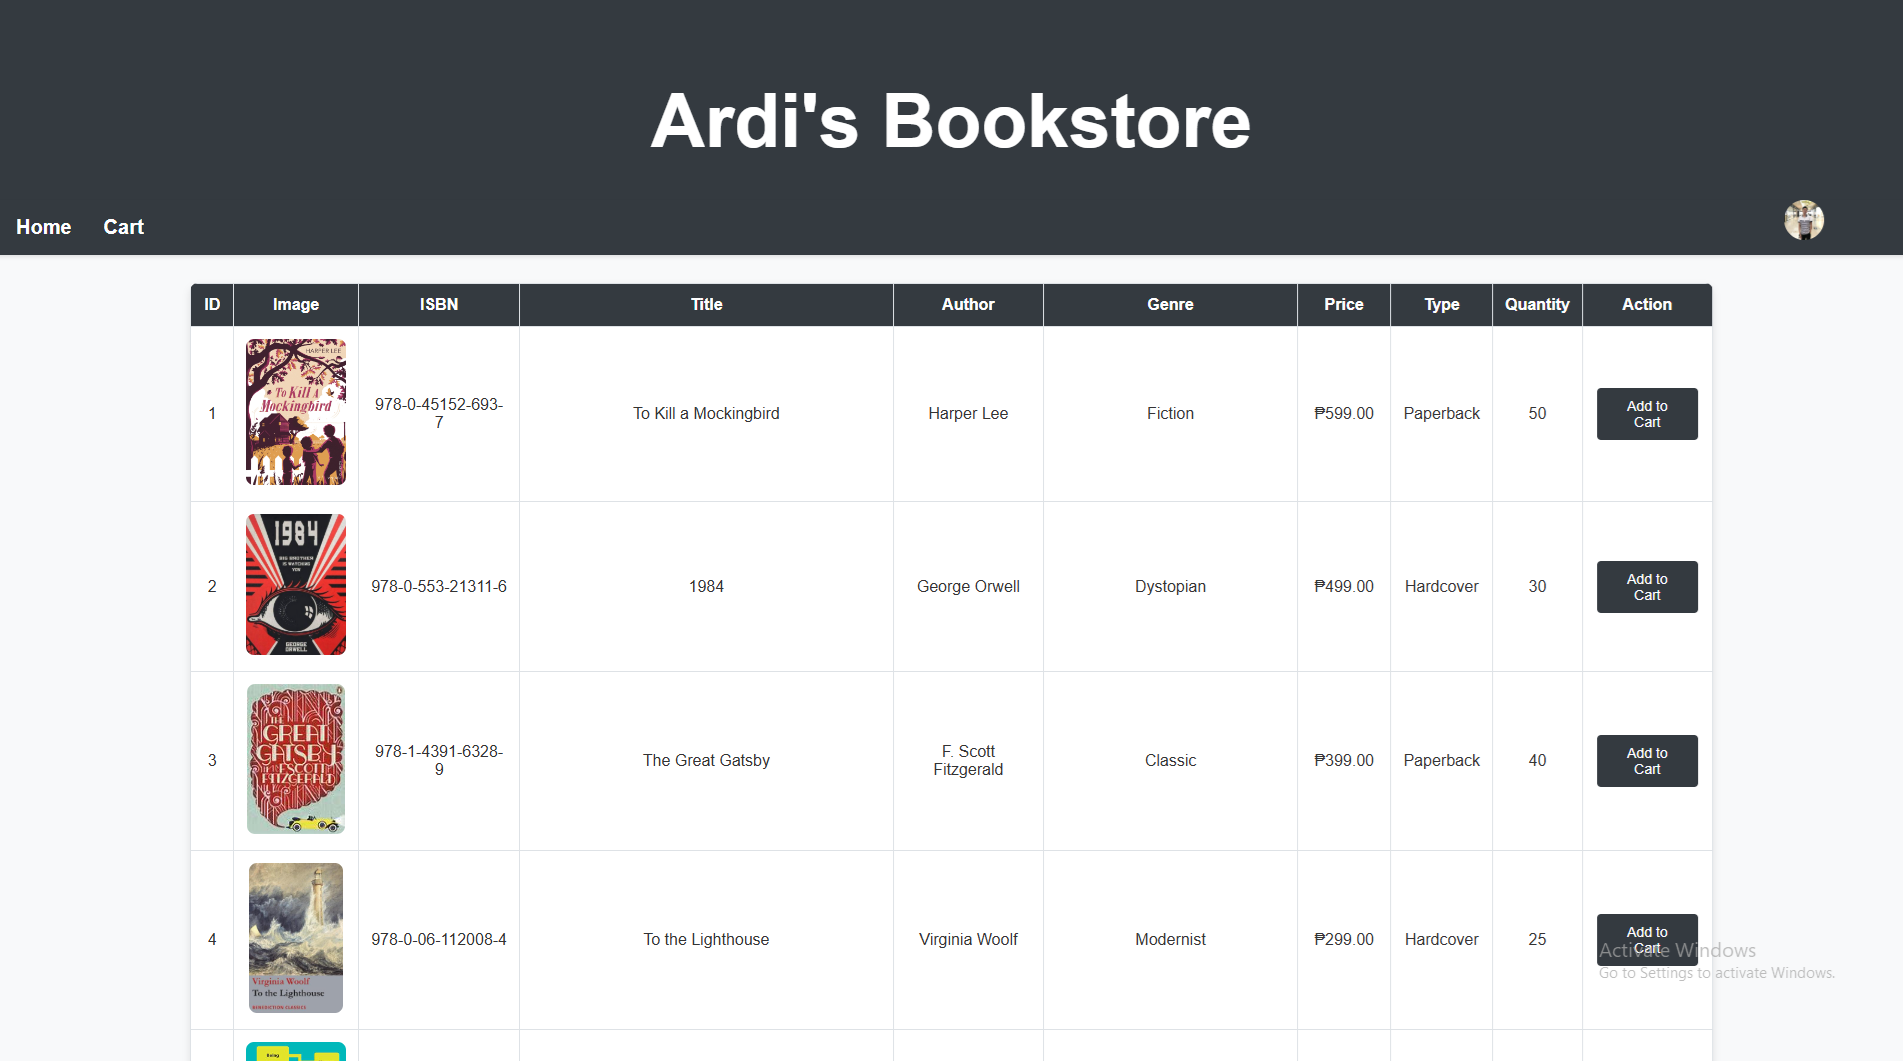 Ardi's Bookstore
Home Cart
ID Image ISBN Title Author Genre Price Type Quantity Action
HARPER LEE
To Kill A
Mockingbird
1 978-0-45152-693-
7 To Kill a Mockingbird Harper Lee Fiction ₱599.00 Paperback 50 Add to
Cart
1984
BIG BROTHER
IS WATCHING
YOU
GEORGE
ORWELL
2 978-0-553-21311-6 1984 George Orwell Dystopian ₱499.00 Hardcover 30 Add to
Cart
THE
GREAT
GATSBY
F SCOTT
FITZGERALD
3 978-1-4391-6328-
9 The Great Gatsby F. Scott
Fitzgerald Classic ₱399.00 Paperback 40 Add to
Cart
Virginia Woolf
To the Lighthouse
BENEDICTION CLASSICS
4 978-0-06-112008-4 To the Lighthouse Virginia Woolf Modernist ₱299.00 Hardcover 25 Add to
Cart
Activate Windows
Go to Settings to activate Windows.